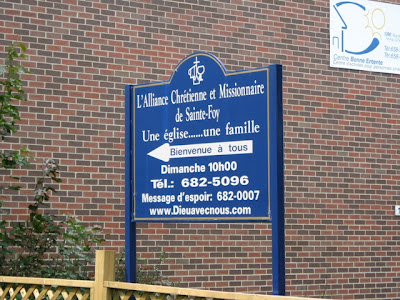 L'Alliance Chrétienne et Missionnaire
de Sainte-Foy
Une église......une famille
Bienvenue à tous
Dimanche 10h00
Tél.: 682-5096
Message d'espoir: 682-0007
www.Dieuavecnous.com
Centre Bonne Entente